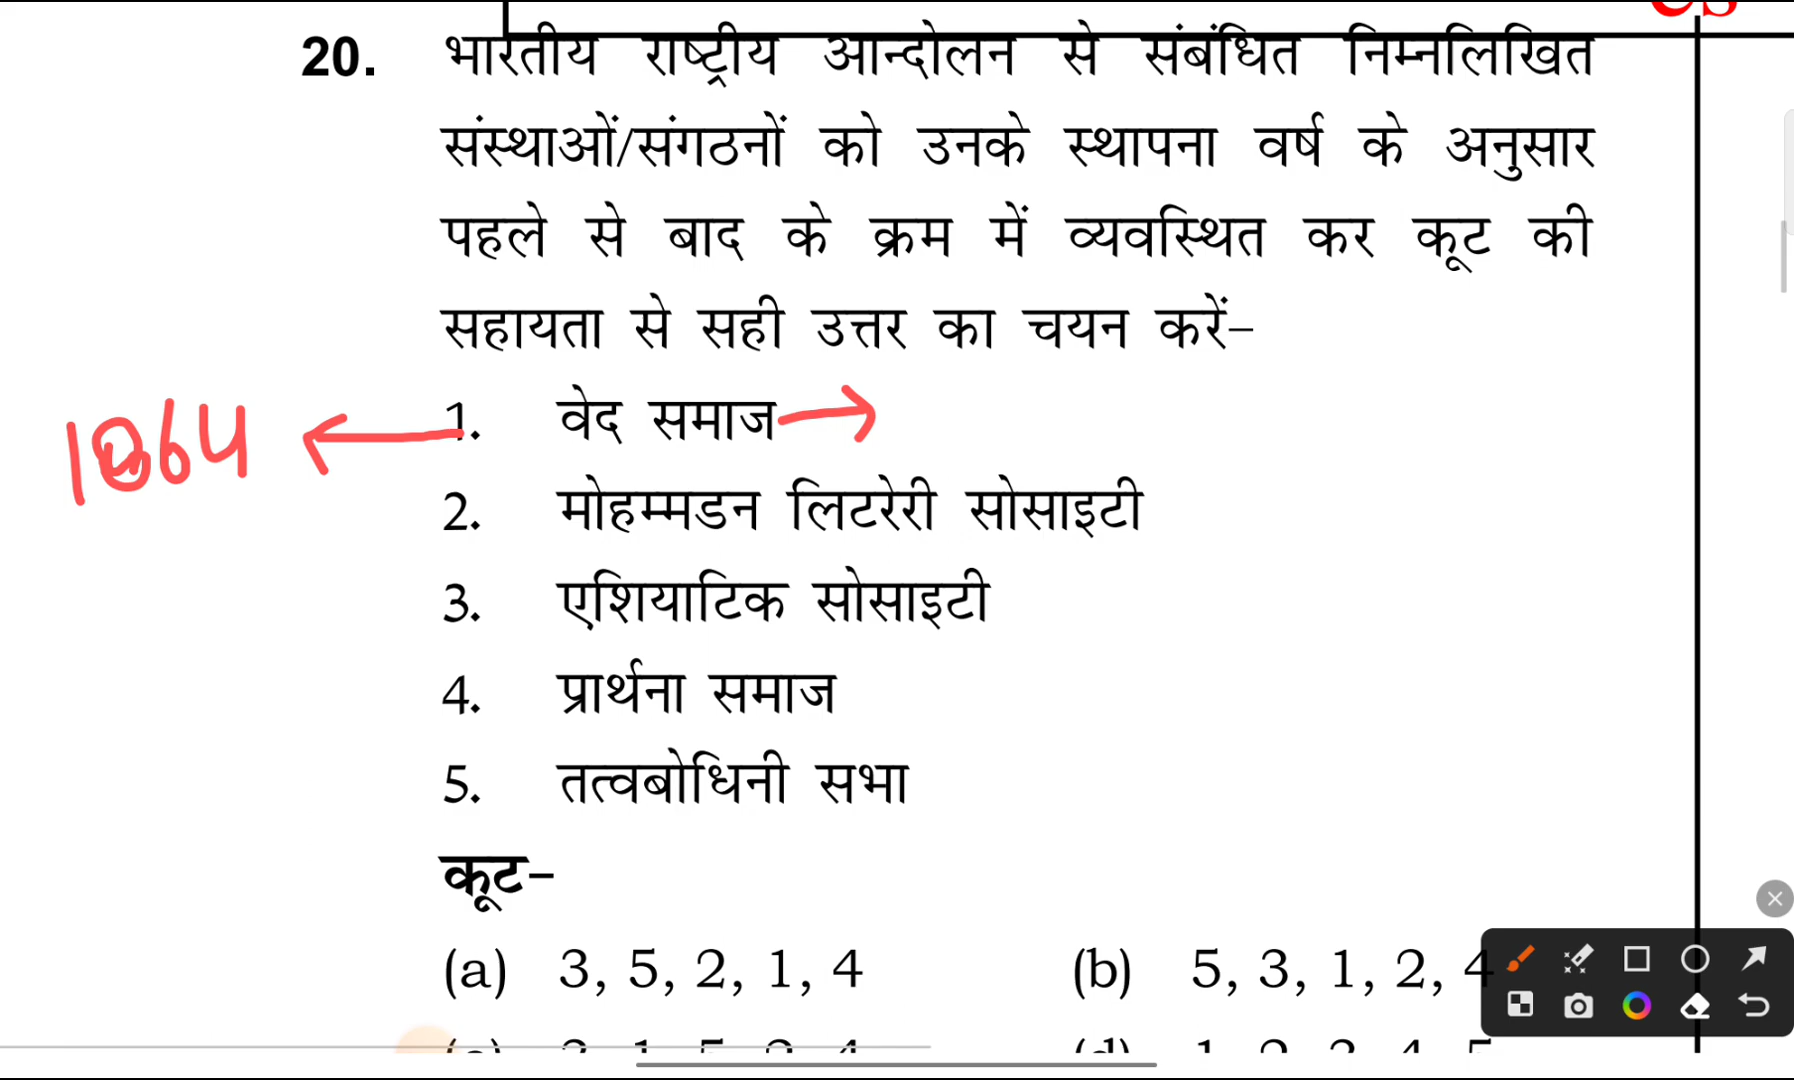 20. भारतीय राष्ट्रीय आन्दोलन से संबंधित निम्नलिखित
संस्थाओं/संगठनों को उनके स्थापना वर्ष के अनुसार
पहले से बाद के क्रम में व्यवस्थित कर कूट की
सहायता से सही उत्तर का चयन करें–
1864
1. वेद समाज
2. मोहम्मडन लिटरेरी सोसाइटी
3. एशियाटिक सोसाइटी
4. प्रार्थना समाज
5. तत्वबोधिनी सभा
कूट–
(a) 3, 5, 2, 1, 4 (b) 5, 3, 1, 2, 4